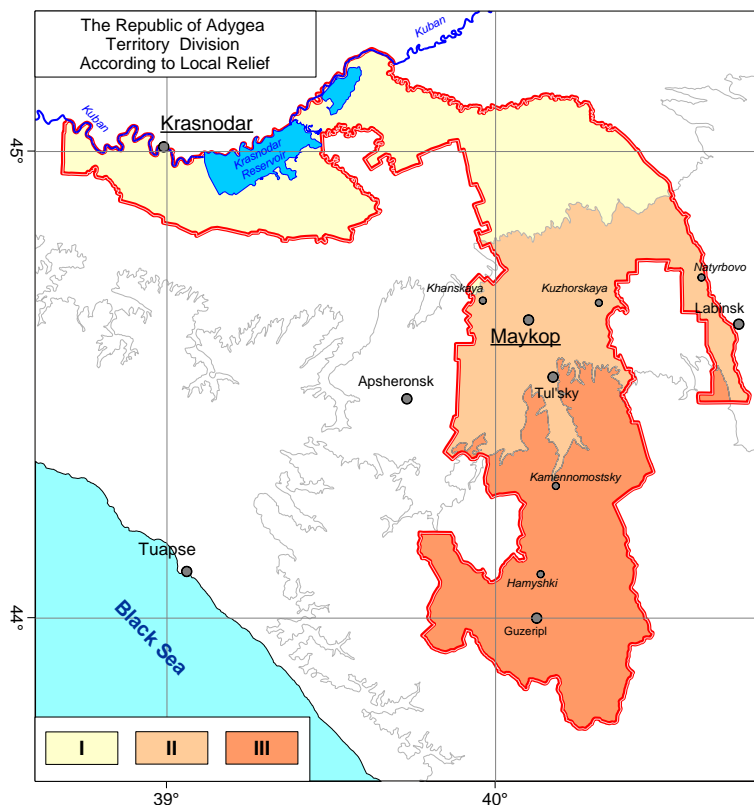 The Republic of Adygea
Territory Division
According to Local Relief
Kuban
Kuban
Krasnodar
45°
Krasnodar
Reservoir
Natyrbovo
Khanskaya
Kuzhorskaya
Labinsk
Maykop
Apsheronsk
Tul'sky
Kamennomostsky
Tuapse
Hamyshki
Black Sea
44°
Guzeripl
I
II
III
39°
40°